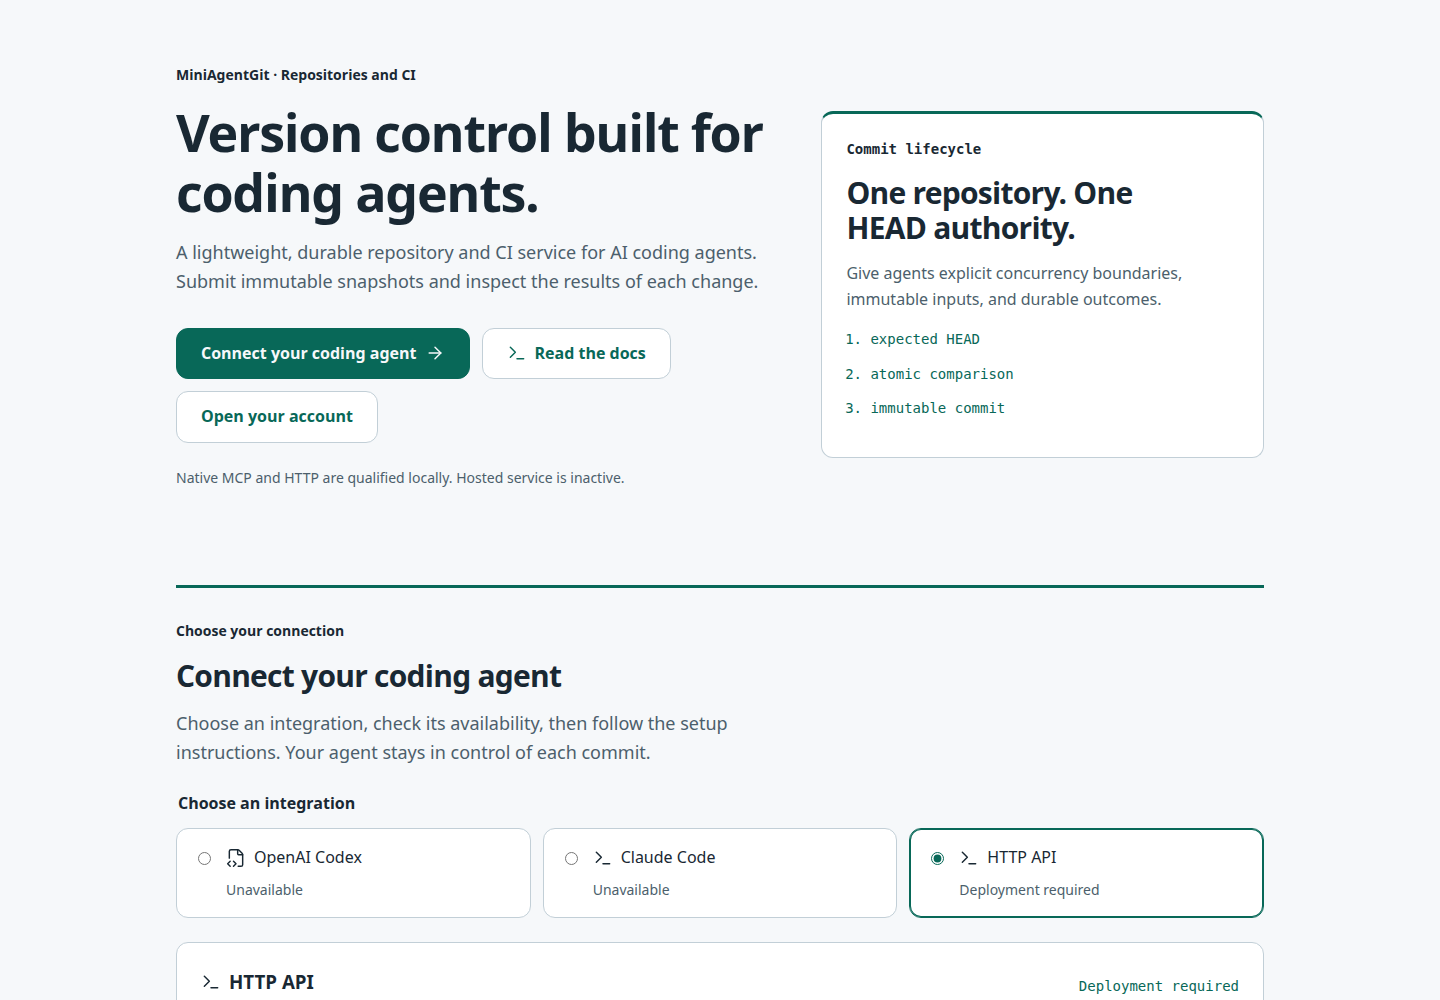 MiniAgentGit · Repositories and CI
Version control built for
coding agents.
A lightweight, durable repository and CI service for AI coding agents.
Submit immutable snapshots and inspect the results of each change.
Connect your coding agent
Read the docs
Open your account
Native MCP and HTTP are qualified locally. Hosted service is inactive.
Commit lifecycle
One repository. One
HEAD authority.
Give agents explicit concurrency boundaries,
immutable inputs, and durable outcomes.
1. expected HEAD
2. atomic comparison
3. immutable commit
Choose your connection
Connect your coding agent
Choose an integration, check its availability, then follow the setup
instructions. Your agent stays in control of each commit.
Choose an integration
OpenAI Codex
Unavailable
Claude Code
Unavailable
HTTP API
Deployment required
HTTP API
Deployment required